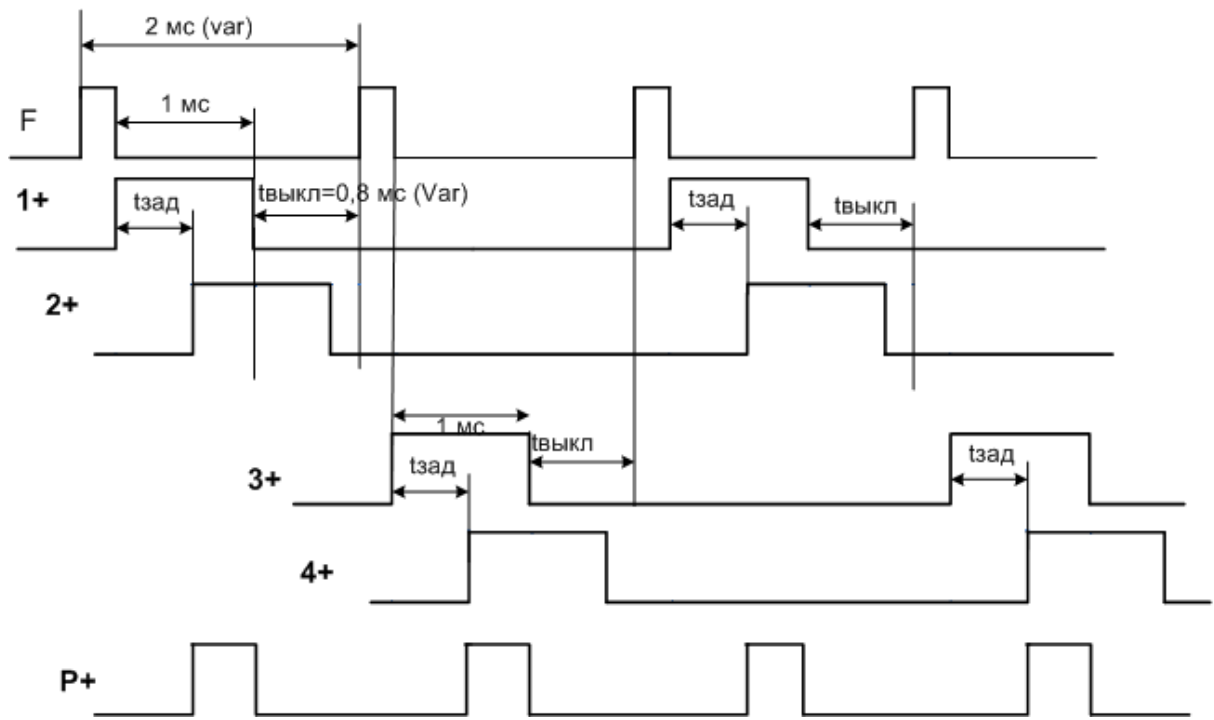 2 мс (var)
F
1 мс
1+
tзад
tвыкл=0,8 мс (Var)
tзад
tвыкл
2+
1 мс
tвыкл
3+
tзад
tзад
4+
P+